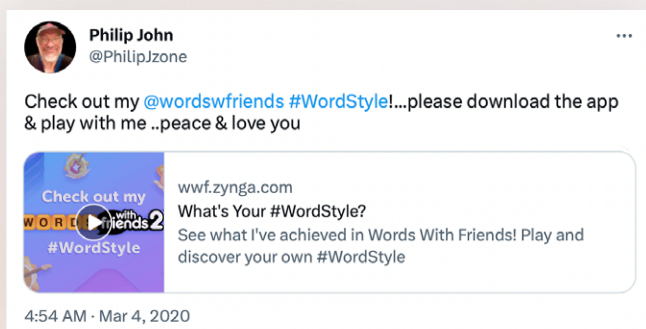 Philip John
@PhilipJzone
Check out my @wordswfriends #WordStyle!...please download the app
& play with me ..peace & love you
Check out my
WORDS with friends 2
#WordStyle
wwf.zynga.com
What's Your #WordStyle?
See what I've achieved in Words With Friends! Play and
discover your own #WordStyle
4:54 AM · Mar 4, 2020